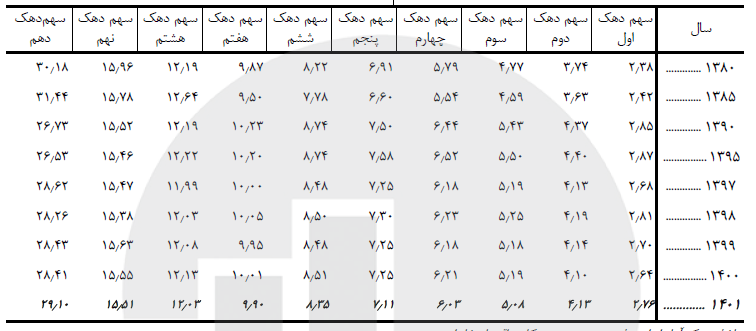 سال سهم دهک اول سهم دهک دوم سهم دهک سوم سهم دهک چهارم سهم دهک پنجم سهم دهک ششم سهم دهک هفتم سهم دهک هشتم سهم دهک نهم سهم‌دهک دهم
۱۳۸۰ ............. ۲٫۳۸ ۳٫۷۴ ۴٫۷۷ ۵٫۷۹ ۶٫۹۱ ۸٫۲۲ ۹٫۸۷ ۱۲٫۱۹ ۱۵٫۹۶ ۳۰٫۱۸
۱۳۸۵ ............. ۲٫۴۲ ۳٫۶۳ ۴٫۵۹ ۵٫۵۴ ۶٫۶۰ ۷٫۷۸ ۹٫۵۰ ۱۲٫۶۴ ۱۵٫۷۸ ۳۱٫۴۴
۱۳۹۰ ............. ۲٫۸۵ ۴٫۳۷ ۵٫۴۳ ۶٫۴۴ ۷٫۵۰ ۸٫۷۴ ۱۰٫۲۳ ۱۲٫۱۹ ۱۵٫۵۲ ۲۶٫۷۳
۱۳۹۵ ................ ۲٫۸۷ ۴٫۴۰ ۵٫۵۰ ۶٫۵۲ ۷٫۵۸ ۸٫۷۴ ۱۰٫۲۰ ۱۲٫۲۲ ۱۵٫۴۶ ۲۶٫۵۳
۱۳۹۷ ............. ۲٫۶۸ ۴٫۱۳ ۵٫۱۹ ۶٫۱۸ ۷٫۲۵ ۸٫۴۸ ۱۰٫۰۰ ۱۱٫۹۹ ۱۵٫۴۷ ۲۸٫۶۲
۱۳۹۸ ............. ۲٫۸۱ ۴٫۱۹ ۵٫۲۵ ۶٫۲۳ ۷٫۳۰ ۸٫۵۰ ۱۰٫۰۵ ۱۲٫۰۳ ۱۵٫۳۸ ۲۸٫۲۶
۱۳۹۹ ............. ۲٫۷۰ ۴٫۱۴ ۵٫۱۸ ۶٫۱۸ ۷٫۲۵ ۸٫۴۸ ۹٫۹۵ ۱۲٫۰۸ ۱۵٫۶۳ ۲۸٫۴۳
۱۴۰۰ ................ ۲٫۶۴ ۴٫۱۰ ۵٫۱۹ ۶٫۲۱ ۷٫۲۵ ۸٫۵۱ ۱۰٫۰۱ ۱۲٫۱۳ ۱۵٫۵۵ ۲۸٫۴۱
۱۴۰۱ ............. ۲٫۷۶ ۴٫۱۳ ۵٫۰۸ ۶٫۰۳ ۷٫۱۱ ۸٫۳۵ ۹٫۹۰ ۱۲٫۰۳ ۱۵٫۵۱ ۲۹٫۱۰